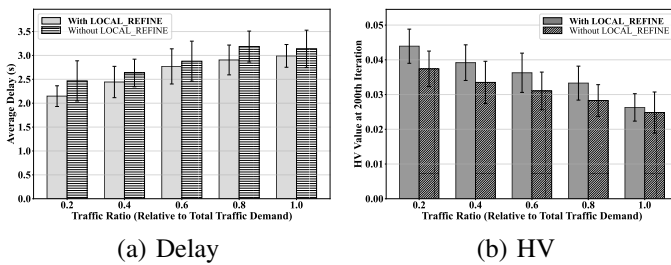 With LOCAL_REFINE
Without LOCAL_REFINE
Average Delay (s)
3.5
3.0
2.5
2.0
1.5
1.0
0.5
0.0
0.2 0.4 0.6 0.8 1.0
Traffic Ratio (Relative to Total Traffic Demand)
(a) Delay
With LOCAL_REFINE
Without LOCAL_REFINE
HV Value at 200th Iteration
0.05
0.04
0.03
0.02
0.01
0.00
0.2 0.4 0.6 0.8 1.0
Traffic Ratio (Relative to Total Traffic Demand)
(b) HV